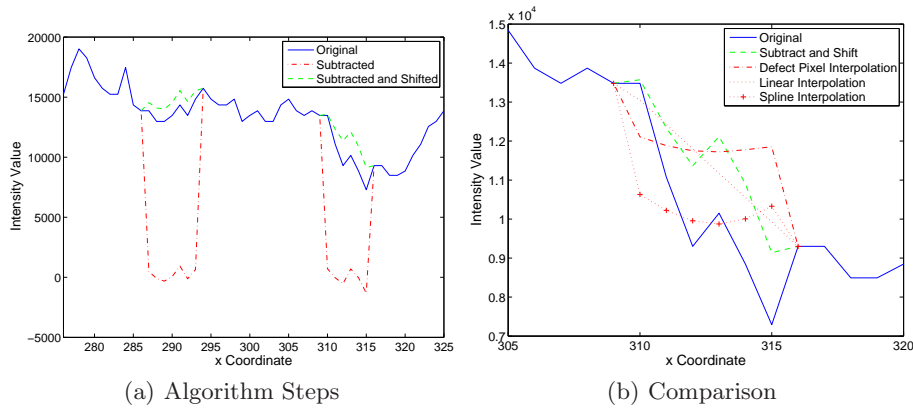 20000
15000
10000
5000
0
−5000
280 285 290 295 300 305 310 315 320 325
x Coordinate
Intensity Value
Original
Subtracted
Subtracted and Shifted
(a) Algorithm Steps
x 10⁴
1.5
1.4
1.3
1.2
1.1
1
0.9
0.8
0.7
305 310 315 320
x Coordinate
Intensity Value
Original
Subtract and Shift
Defect Pixel Interpolation
Linear Interpolation
Spline Interpolation
(b) Comparison